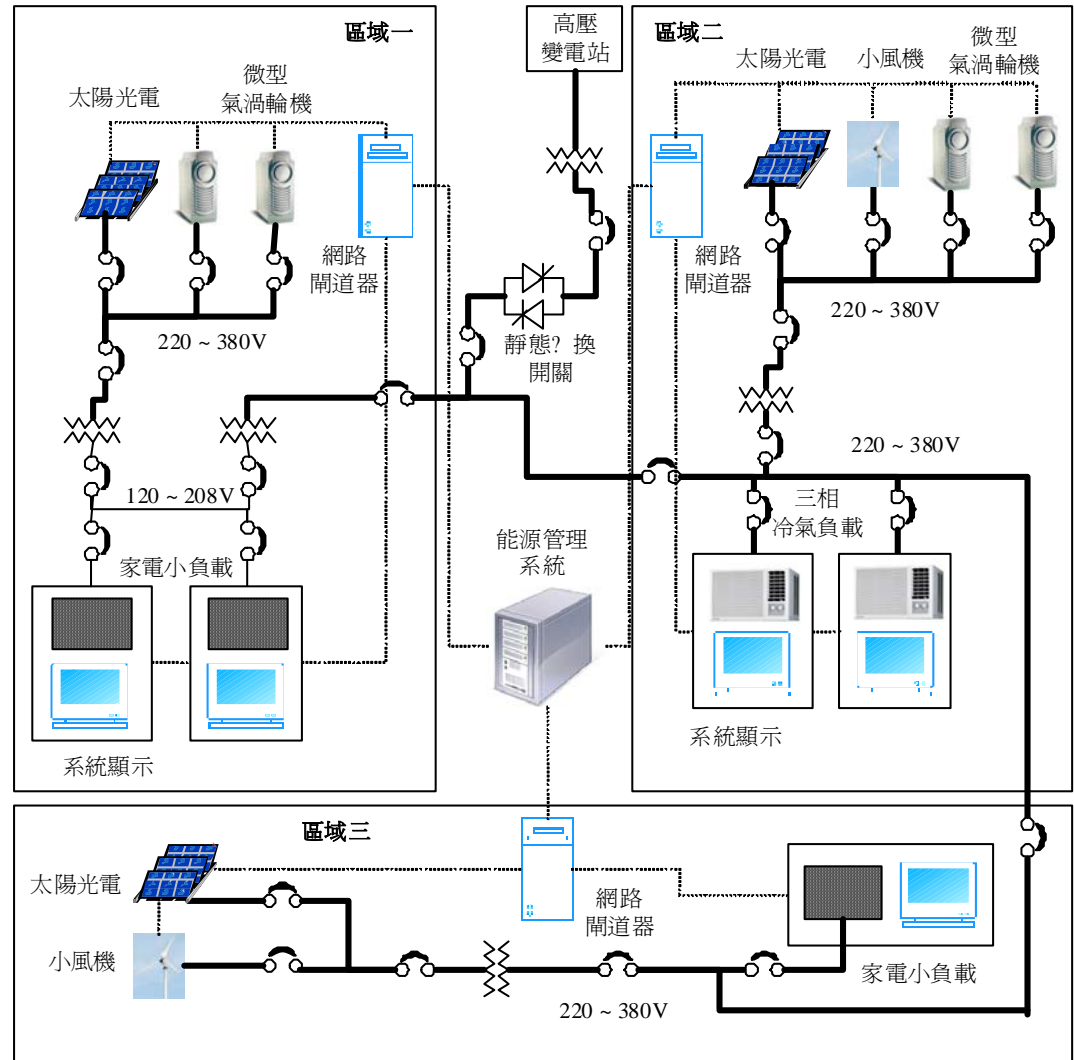 區域一
微型
氣渦輪機
太陽光電
網路
閘道器
220 ~ 380V
120 ~ 208V
家電小負載
系統顯示
高壓
變電站
靜態? 換
開關
能源管理
系統
區域二
太陽光電
小風機
微型
氣渦輪機
網路
閘道器
220 ~ 380V
220 ~ 380V
三相
冷氣負載
系統顯示
區域三
太陽光電
小風機
網路
閘道器
家電小負載
220 ~ 380V